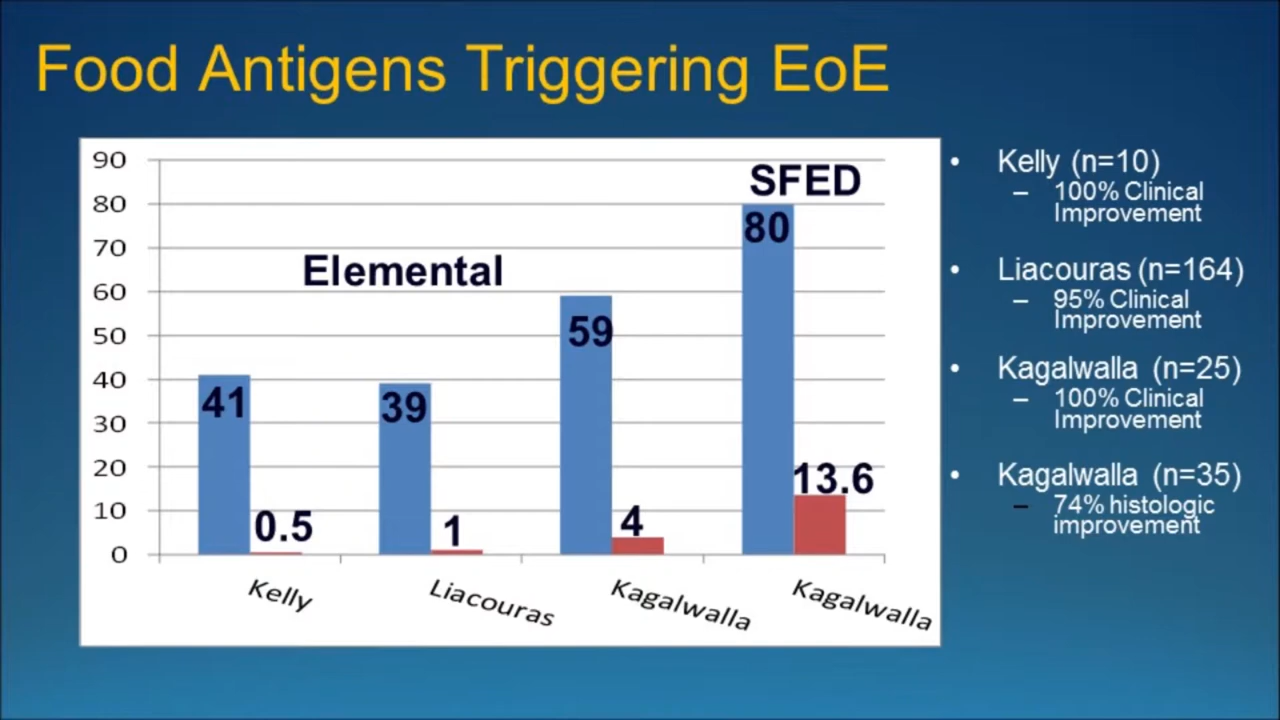 Food Antigens Triggering EoE
90
80
70
60
50
40
30
20
10
0
Elemental
SFED
41
0.5
39
1
59
4
80
13.6
Kelly
Liacouras
Kagalwalla
Kagalwalla
• Kelly (n=10)
– 100% Clinical
Improvement
• Liacouras (n=164)
– 95% Clinical
Improvement
• Kagalwalla (n=25)
– 100% Clinical
Improvement
• Kagalwalla (n=35)
– 74% histologic
improvement